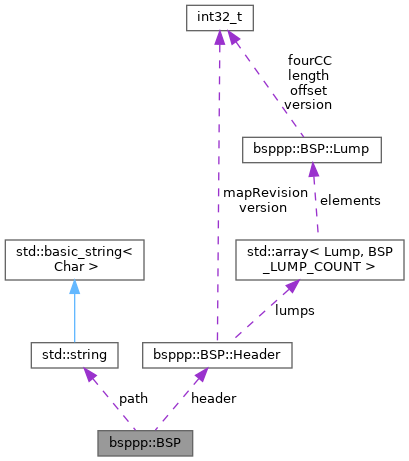 int32_t
fourCC
length
offset
version
bsppp::BSP::Lump
mapRevision
version
elements
std::basic_string<
Char >
std::array< Lump, BSP
_LUMP_COUNT >
lumps
std::string
bsppp::BSP::Header
path
header
bsppp::BSP